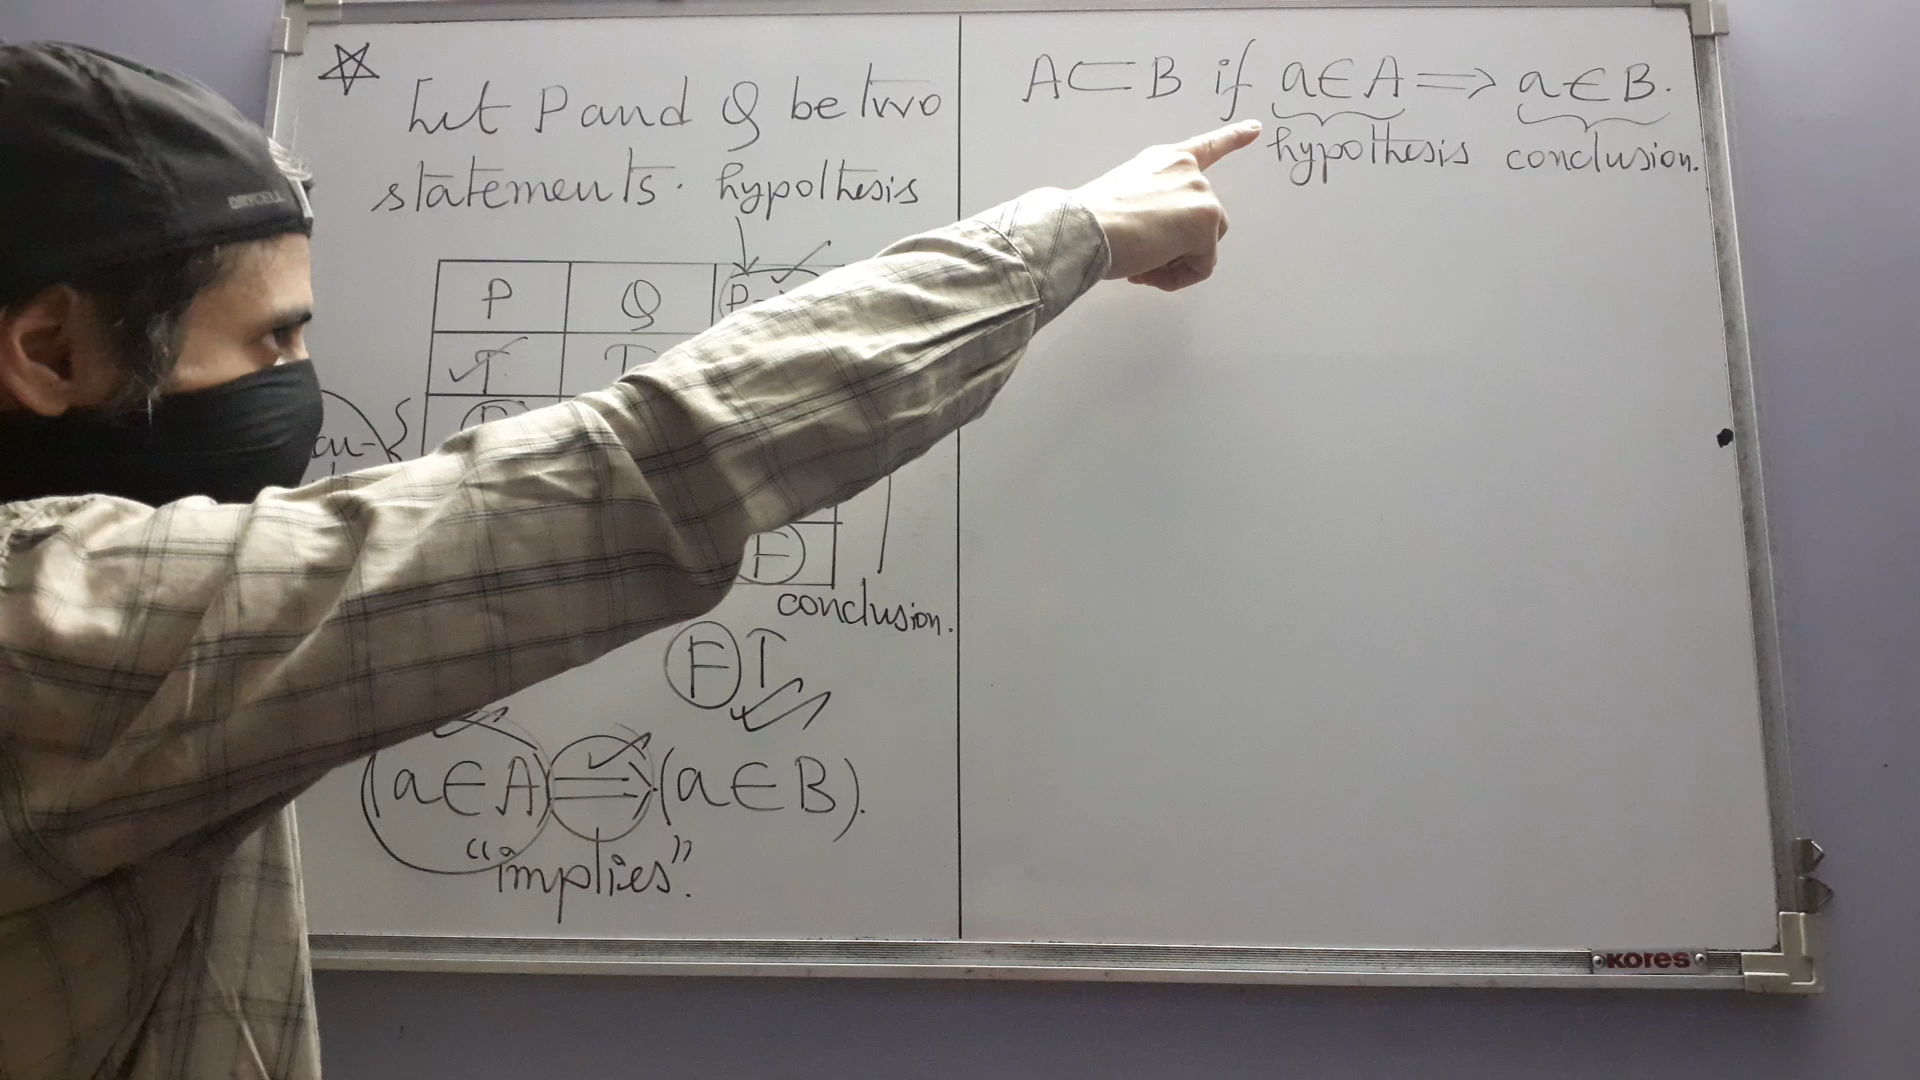 Let P and Q be two
statements. hypothesis
P Q P
T T
F
conclusion.
F T
(a∈A) ⟹ (a∈B).
"implies".
A⊂B if a∈A ⟹ a∈B.
hypothesis conclusion.
DRYCELL
KORES